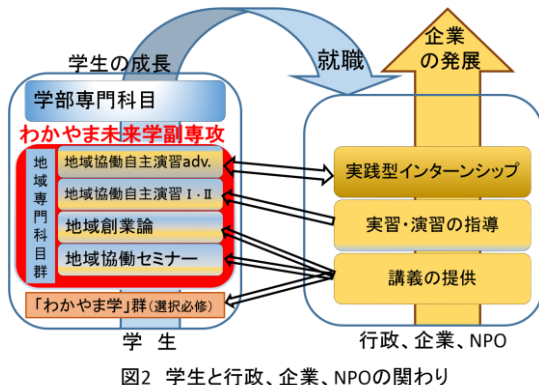 企業
の発展
就職
学生の成長
学部専門科目
わかやま未来学副専攻
地域専門科目群
地域協働自主演習adv.
地域協働自主演習Ⅰ・Ⅱ
地域創業論
地域協働セミナー
「わかやま学」群(選択必修)
学 生
実践型インターンシップ
実習・演習の指導
講義の提供
行政、企業、NPO
図2 学生と行政、企業、NPOの関わり